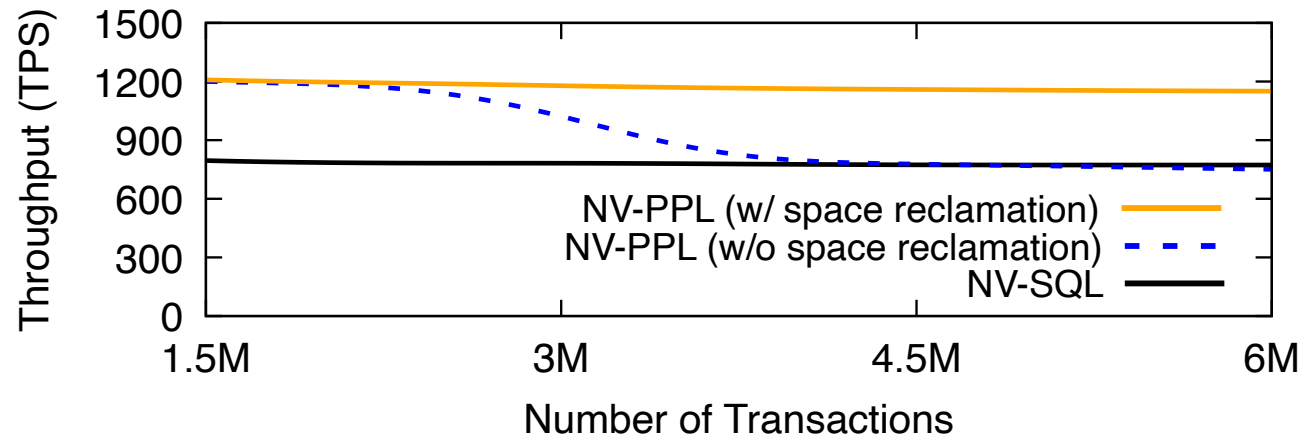 Throughput (TPS)
1500
1200
900
600
300
0
NV-PPL (w/ space reclamation)
NV-PPL (w/o space reclamation)
NV-SQL
1.5M 3M 4.5M 6M
Number of Transactions